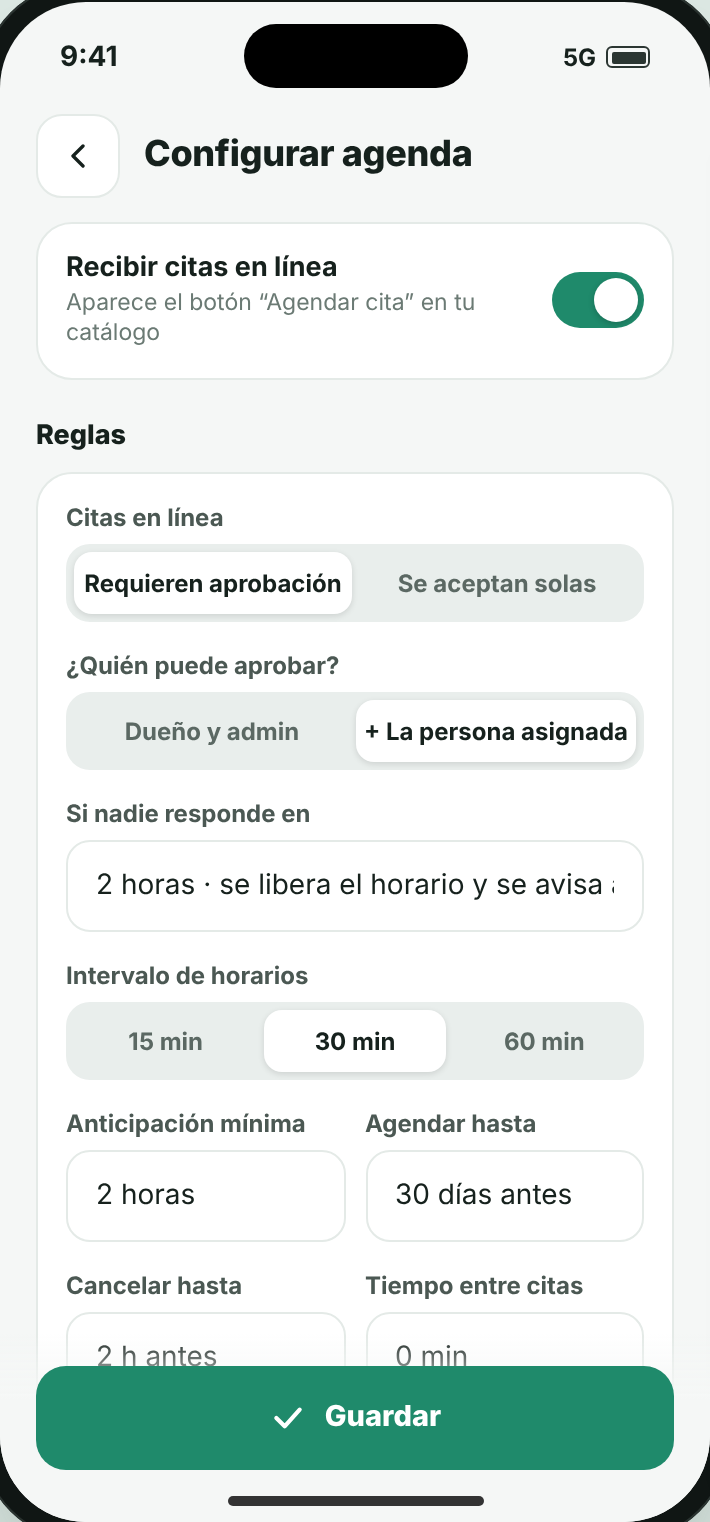 9:41
5G
Configurar agenda
Recibir citas en línea
Aparece el botón “Agendar cita” en tu
catálogo
Reglas
Citas en línea
Requieren aprobación
Se aceptan solas
¿Quién puede aprobar?
Dueño y admin
+ La persona asignada
Si nadie responde en
2 horas · se libera el horario y se avisa
Intervalo de horarios
15 min
30 min
60 min
Anticipación mínima
Agendar hasta
2 horas
30 días antes
Cancelar hasta
Tiempo entre citas
2 h antes
0 min
Guardar